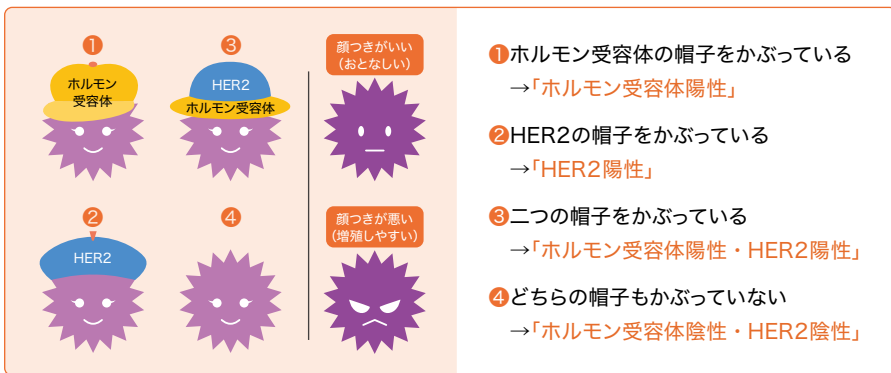 ❶
ホルモン
受容体
❸
HER2
ホルモン受容体
❷
HER2
❹
顔つきがいい
(おとなしい)
顔つきが悪い
(増殖しやすい)
❶ホルモン受容体の帽子をかぶっている
→「ホルモン受容体陽性」
❷HER2の帽子をかぶっている
→「HER2陽性」
❸二つの帽子をかぶっている
→「ホルモン受容体陽性・HER2陽性」
❹どちらの帽子もかぶっていない
→「ホルモン受容体陰性・HER2陰性」